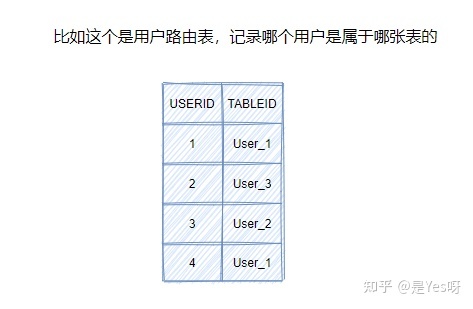 比如这个是用户路由表，记录哪个用户是属于哪张表的
USERID TABLEID
1 User_1
2 User_3
3 User_2
4 User_1
知乎 @是Yes呀